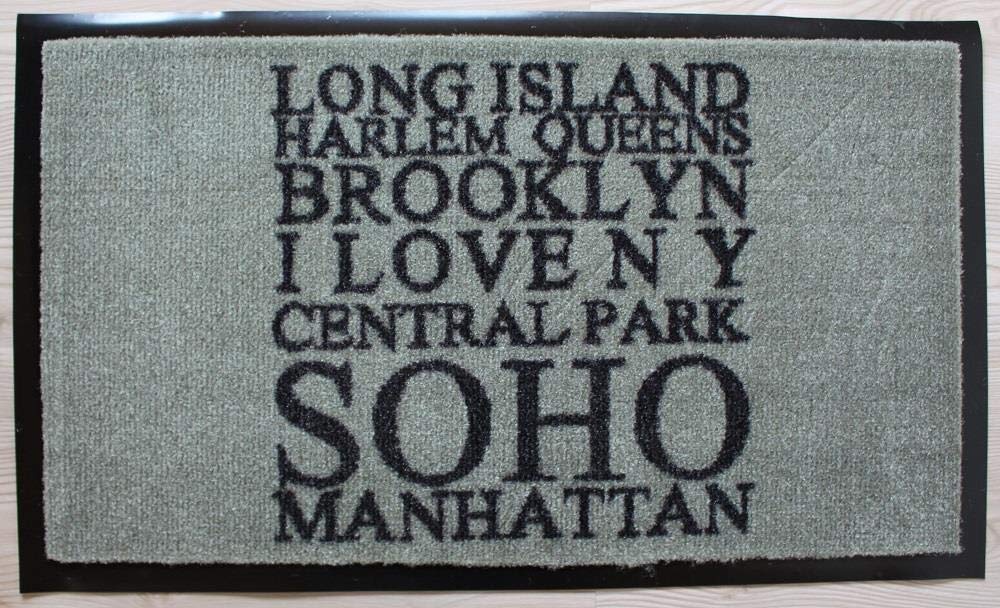 LONG ISLAND
HARLEM QUEENS
BROOKLYN
I LOVE N Y
CENTRAL PARK
SOHO
MANHATTAN